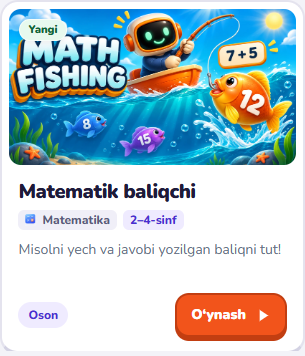 Yangi
MATH
FISHING
7+5
12
8
15
Matematik baliqchi
Matematika
2–4-sinf
Misolni yech va javobi yozilgan baliqni tut!
Oson
O‘ynash